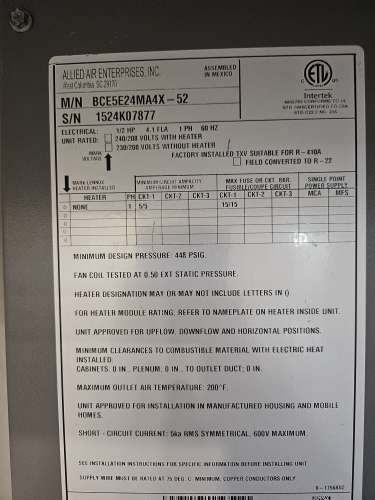 ALLIED AIR ENTERPRISES, INC.
West Columbia SC 29170
ASSEMBLED
IN MEXICO
ETL
Intertek
M/N BCE5E24MA4X-52
S/N 1524K07877
ELECTRICAL: 1/2 HP 4.1 FLA 1 PH 60 HZ
UNIT RATED: 240/208 VOLTS WITH HEATER
230/208 VOLTS WITHOUT HEATER
MARK
VOLTAGE
FACTORY INSTALLED TXV SUITABLE FOR R-410A
FIELD CONVERTED TO R-22
MARK LENNOX
HEATER INSTALLED
MINIMUM CIRCUIT AMPACITY
AMPERAGE MINIMUM
MAX FUSE OR CKT. BKR.
FUSIBLE/COUPE CIRCUIT
SINGLE POINT
POWER SUPPLY
HEATER PH CKT-1 CKT-2 CKT-3 CKT-1 CKT-2 CKT-3 MCA MFS
NONE 1 5/5 15/15
MINIMUM DESIGN PRESSURE: 448 PSIG.
FAN COIL TESTED AT 0.50 EXT STATIC PRESSURE.
HEATER DESIGNATION MAY OR MAY NOT INCLUDE LETTERS IN ()
FOR HEATER MODULE RATING; REFER TO NAMEPLATE ON HEATER INSIDE UNIT.
UNIT APPROVED FOR UPFLOW, DOWNFLOW AND HORIZONTAL POSITIONS.
MINIMUM CLEARANCES TO COMBUSTIBLE MATERIAL WITH ELECTRIC HEAT
INSTALLED:
CABINETS: 0 IN., PLENUM: 0 IN., TO OUTLET DUCT: 0 IN.
MAXIMUM OUTLET AIR TEMPERATURE: 200°F.
UNIT APPROVED FOR INSTALLATION IN MANUFACTURED HOUSING AND MOBILE
HOMES.
SHORT-CIRCUIT CURRENT: 5ka RMS SYMMETRICAL, 600V MAXIMUM.
SEE INSTALLATION INSTRUCTIONS FOR SPECIFIC INFORMATION BEFORE INSTALLING UNIT
SUPPLY WIRE MUST BE RATED AT 75 DEG. C MINIMUM; COPPER CONDUCTORS ONLY